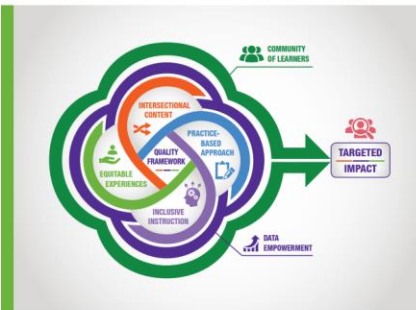 COMMUNITY
OF LEARNERS
INTERSECTIONAL
CONTENT
PRACTICE-
BASED
APPROACH
QUALITY
FRAMEWORK
EQUITABLE
EXPERIENCES
INCLUSIVE
INSTRUCTION
TARGETED
IMPACT
DATA
EMPOWERMENT